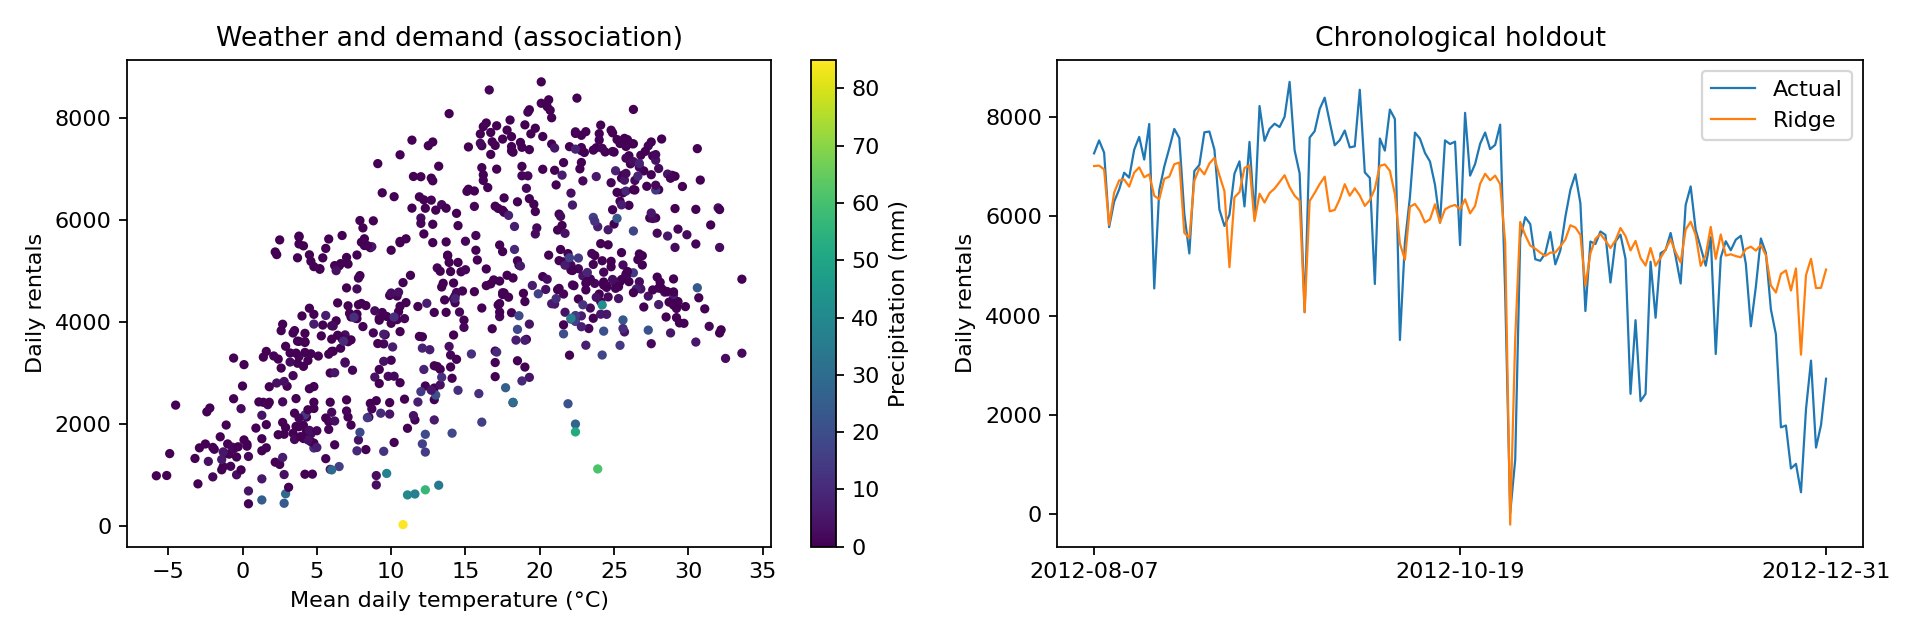 Weather and demand (association)
Daily rentals
8000
6000
4000
2000
0
−5 0 5 10 15 20 25 30 35
Mean daily temperature (°C)
80
70
60
50
40
30
20
10
0
Precipitation (mm)
Chronological holdout
Daily rentals
8000
6000
4000
2000
0
Actual
Ridge
2012-08-07 2012-10-19 2012-12-31